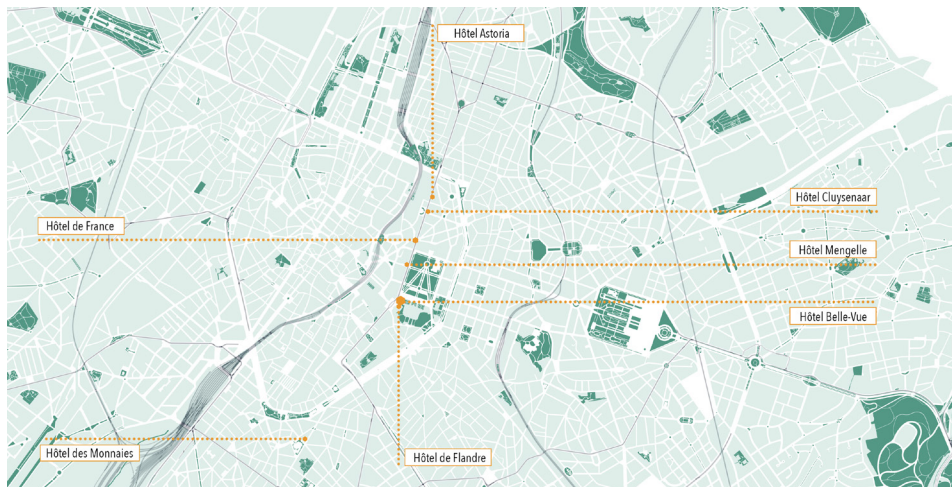 Hôtel Astoria
Hôtel Cluysenaar
Hôtel de France
Hôtel Mengelle
Hôtel Belle-Vue
Hôtel des Monnaies
Hôtel de Flandre